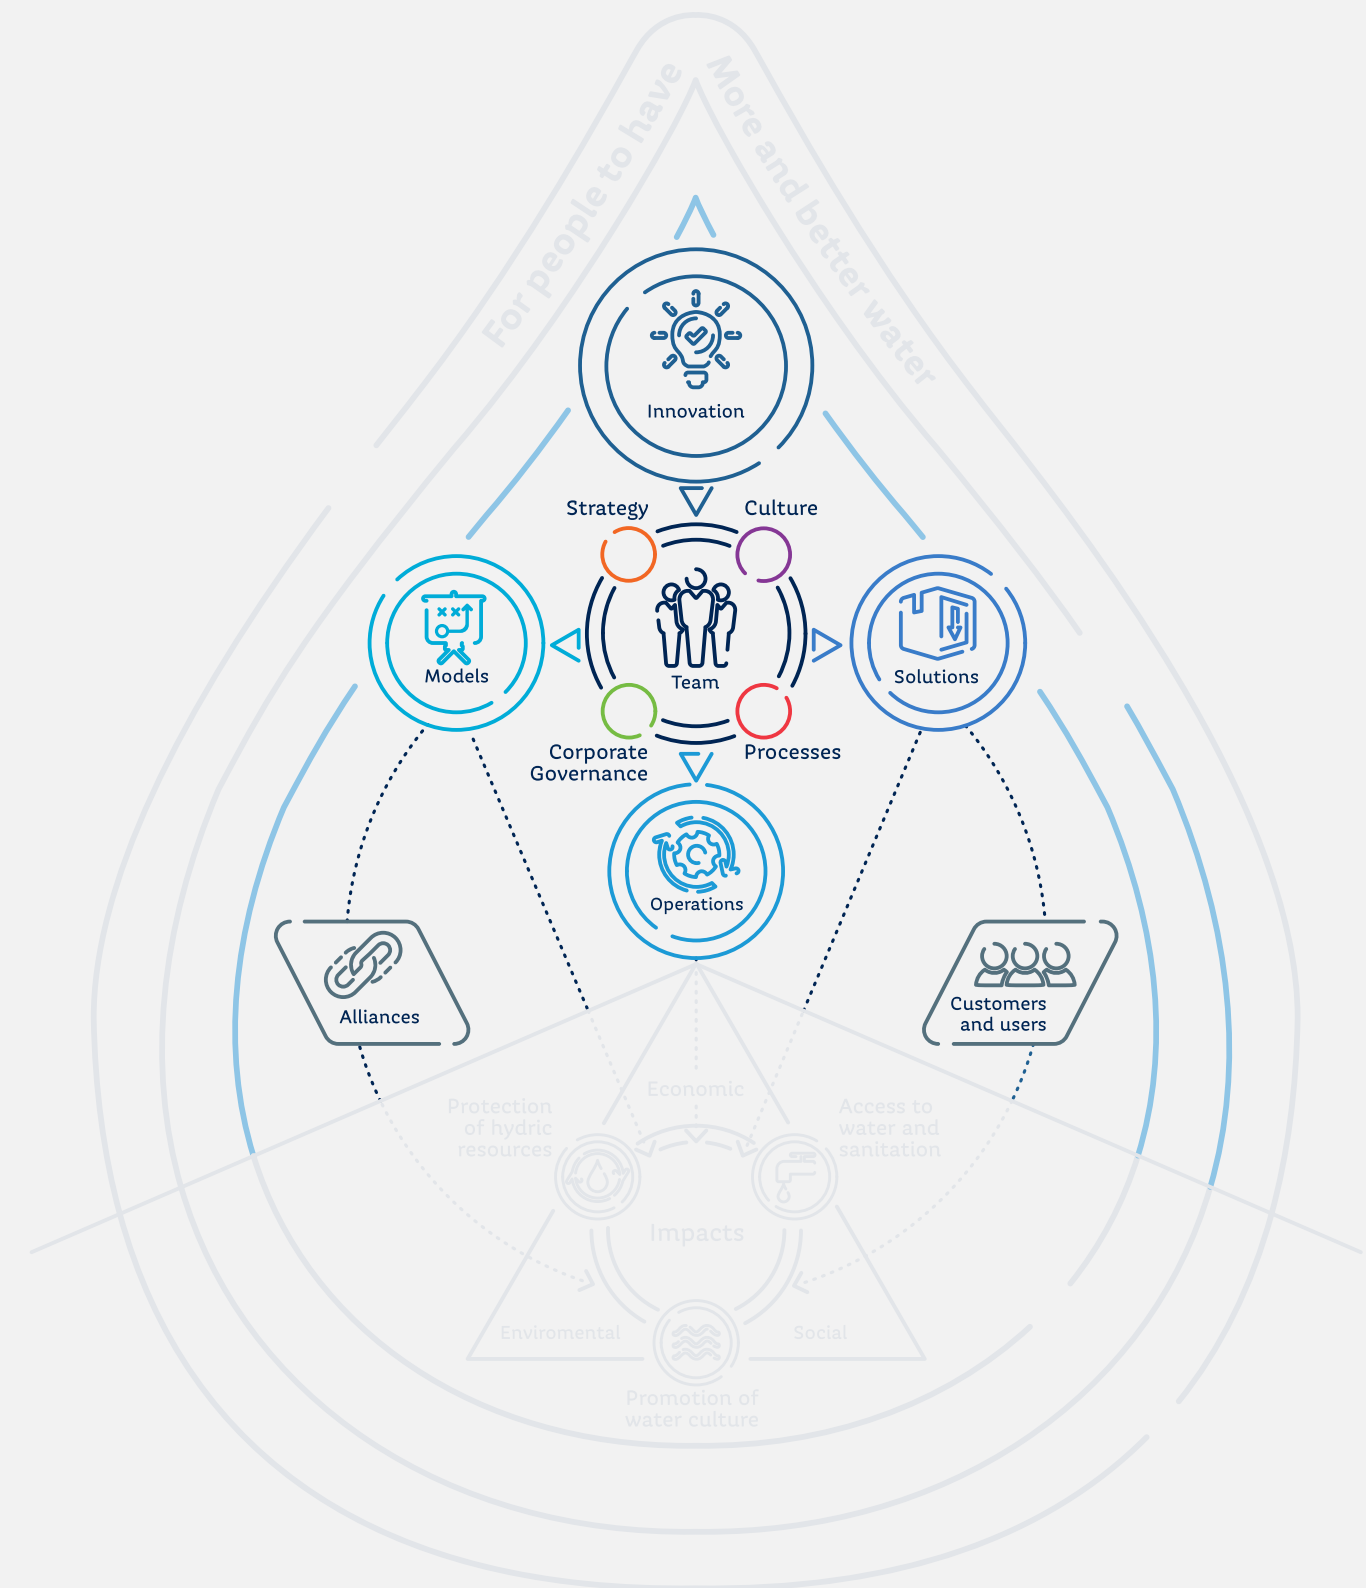 For people to have
More and better water
Innovation
Strategy
Culture
Models
Team
Solutions
Corporate
Governance
Processes
Operations
Alliances
Customers
and users
Economic
Protection
of hydric
resources
Access to
water and
sanitation
Impacts
Enviromental
Social
Promotion of
water culture